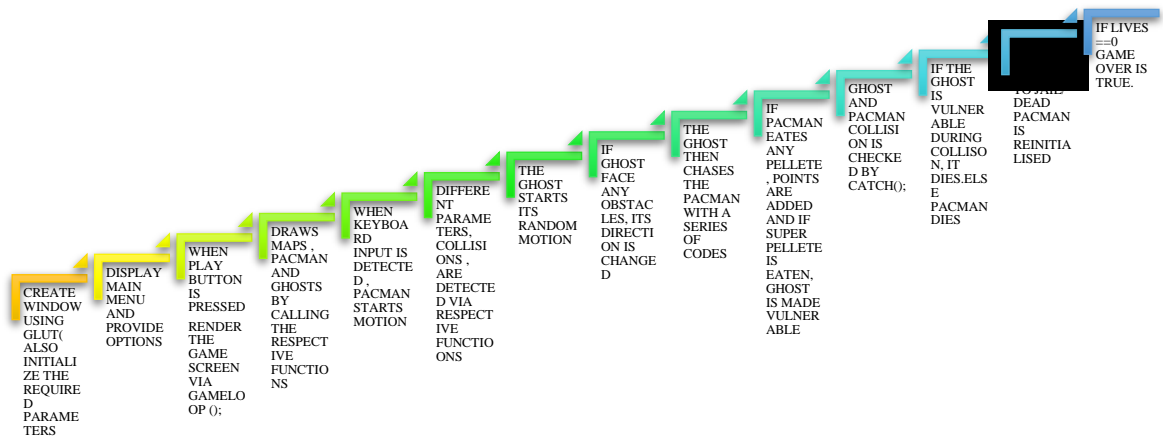 CREATE
WINDOW
USING
GLUT(
ALSO
INITIALI
ZE THE
REQUIRE
D
PARAME
TERS
DISPLAY
MAIN
MENU
AND
PROVIDE
OPTIONS
WHEN
PLAY
BUTTON
IS
PRESSED
RENDER
THE
GAME
SCREEN
VIA
GAMELO
OP ();
DRAWS
MAPS ,
PACMAN
AND
GHOSTS
BY
CALLING
THE
RESPECT
IVE
FUNCTIO
NS
WHEN
KEYBOA
RD
INPUT IS
DETECTE
D ,
PACMAN
STARTS
MOTION
DIFFERE
NT
PARAME
TERS,
COLLISI
ONS ,
ARE
DETECTE
D VIA
RESPECT
IVE
FUNCTIO
ONS
THE
GHOST
STARTS
ITS
RANDOM
MOTION
IF
GHOST
FACE
ANY
OBSTAC
LES, ITS
DIRECTI
ON IS
CHANGE
D
THE
GHOST
THEN
CHASES
THE
PACMAN
WITH A
SERIES
OF
CODES
IF
PACMAN
EATES
ANY
PELLETE
, POINTS
ARE
ADDED
AND IF
SUPER
PELLETE
IS
EATEN,
GHOST
IS MADE
VULNER
ABLE
GHOST
AND
PACMAN
COLLISI
ON IS
CHECKE
D BY
CATCH();
IF THE
GHOST
IS
VULNER
ABLE
DURING
COLLISO
N, IT
DIES.ELS
E
PACMAN
DIES
TO JAIL
DEAD
PACMAN
IS
REINITIA
LISED
IF LIVES
==0
GAME
OVER IS
TRUE.